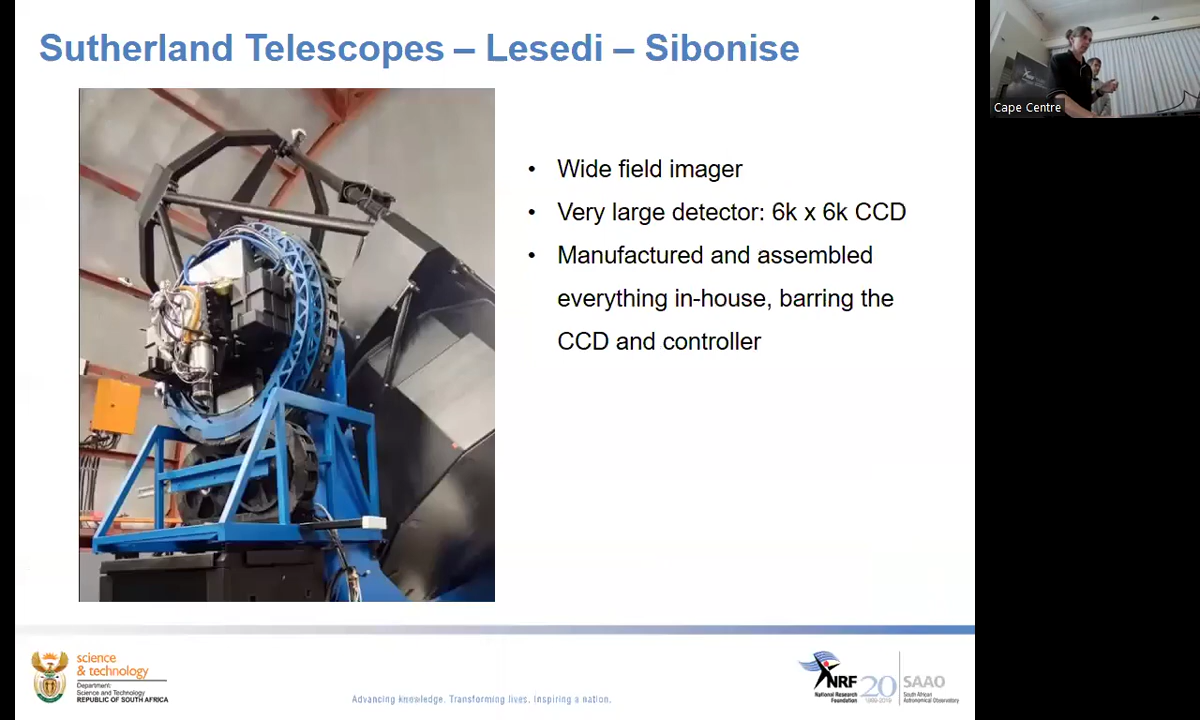 Sutherland Telescopes – Lesedi – Sibonise
• Wide field imager
• Very large detector: 6k x 6k CCD
• Manufactured and assembled
everything in-house, barring the
CCD and controller
Cape Centre
science
& technology
Department:
Science and Technology
REPUBLIC OF SOUTH AFRICA
Advancing knowledge. Transforming lives. Inspiring a nation.
NRF
National Research
Foundation
20
1999-2019
SAAO
South African
Astronomical Observatory